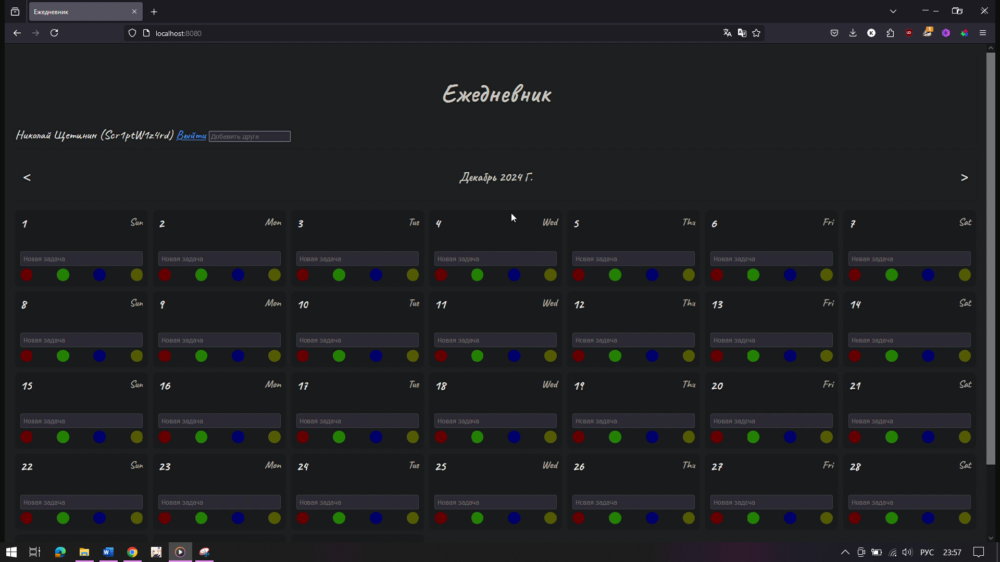 Ежедневник
localhost:8080
1
Ежедневник
Николай Щетинин (Scr1ptW1z4rd) Выйти Добавить друга
< Декабрь 2024 Г. >
1 Sun 2 Mon 3 Tue 4 Wed 5 Thu 6 Fri 7 Sat
Новая задача Новая задача Новая задача Новая задача Новая задача Новая задача Новая задача
8 Sun 9 Mon 10 Tue 11 Wed 12 Thu 13 Fri 14 Sat
Новая задача Новая задача Новая задача Новая задача Новая задача Новая задача Новая задача
15 Sun 16 Mon 17 Tue 18 Wed 19 Thu 20 Fri 21 Sat
Новая задача Новая задача Новая задача Новая задача Новая задача Новая задача Новая задача
22 Sun 23 Mon 24 Tue 25 Wed 26 Thu 27 Fri 28 Sat
Новая задача Новая задача Новая задача Новая задача Новая задача Новая задача Новая задача
РУС 23:57